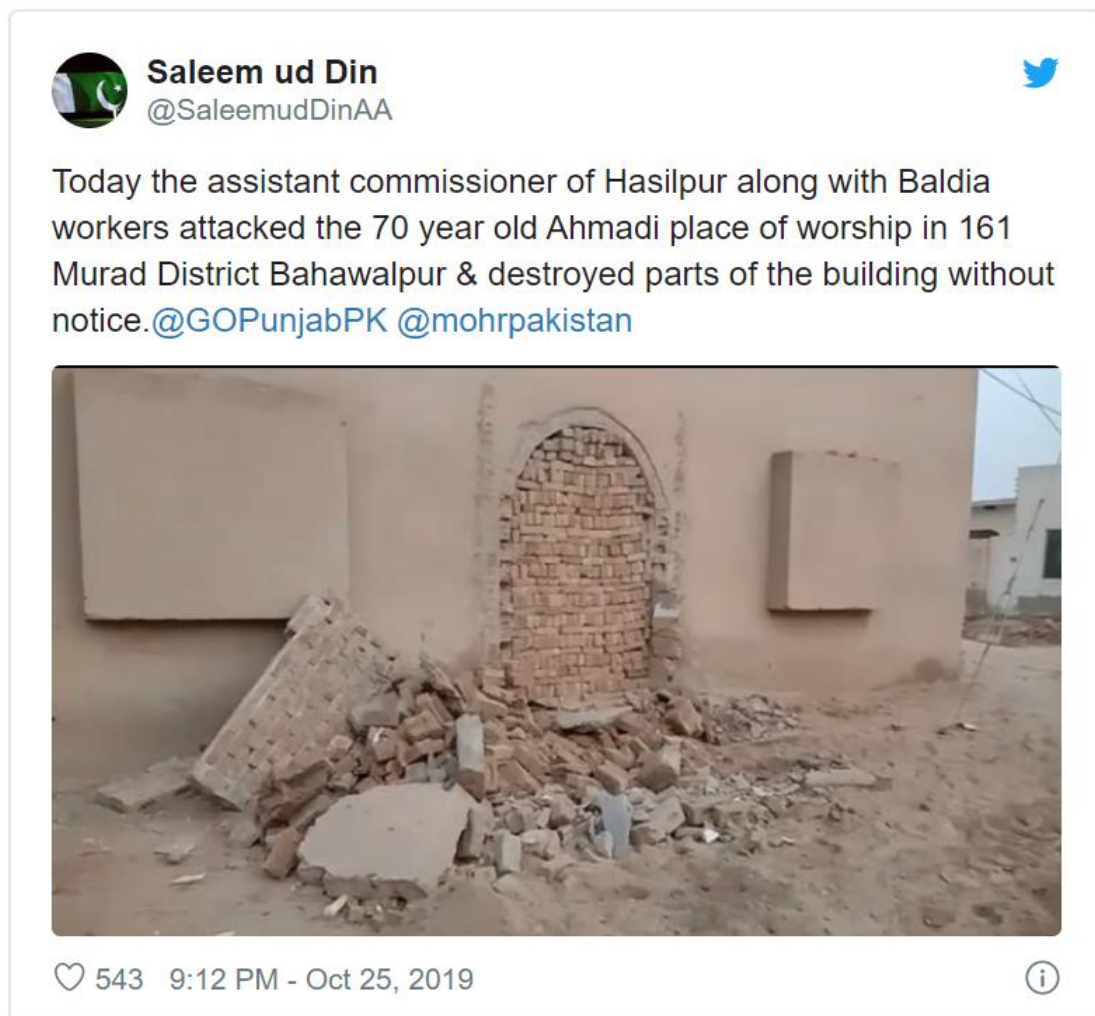 Saleem ud Din
@SaleemudDinAA
Today the assistant commissioner of Hasilpur along with Baldia
workers attacked the 70 year old Ahmadi place of worship in 161
Murad District Bahawalpur & destroyed parts of the building without
notice.@GOPunjabPK @mohrpakistan
543 9:12 PM - Oct 25, 2019